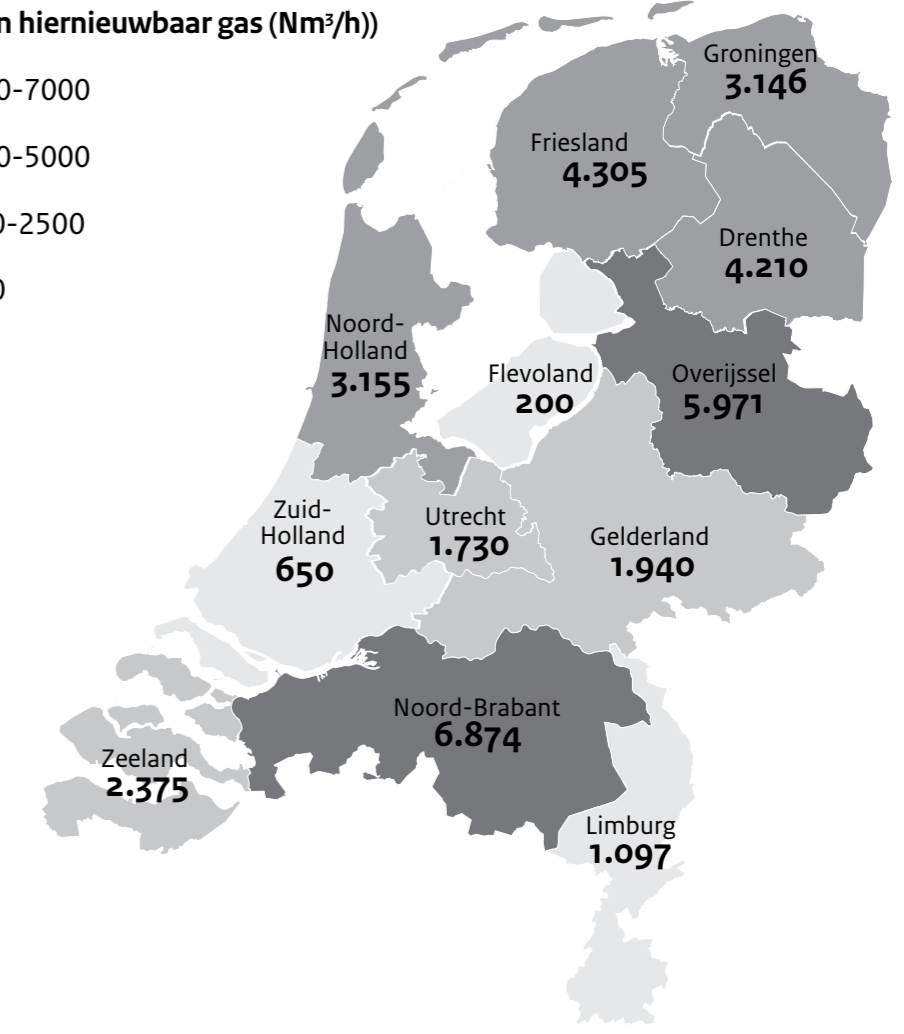 n hiernieuwbaar gas (Nm³/h))
0-7000
0-5000
0-2500
0
Groningen
3.146
Friesland
4.305
Drenthe
4.210
Noord-
Holland
3.155
Flevoland
200
Overijssel
5.971
Zuid-
Holland
650
Utrecht
1.730
Gelderland
1.940
Noord-Brabant
6.874
Zeeland
2.375
Limburg
1.097